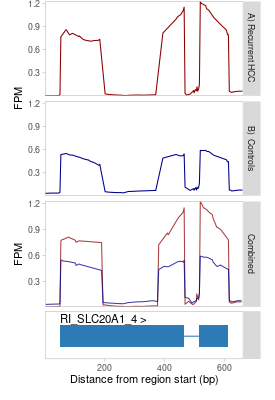 1.2
0.9
0.6
0.3
A) Recurrent HCC
FPM
1.2
0.9
0.6
0.3
B) Controls
1.2
0.9
0.6
0.3
Combined
FPM
RI_SLC20A1_4 >
200 400 600
Distance from region start (bp)